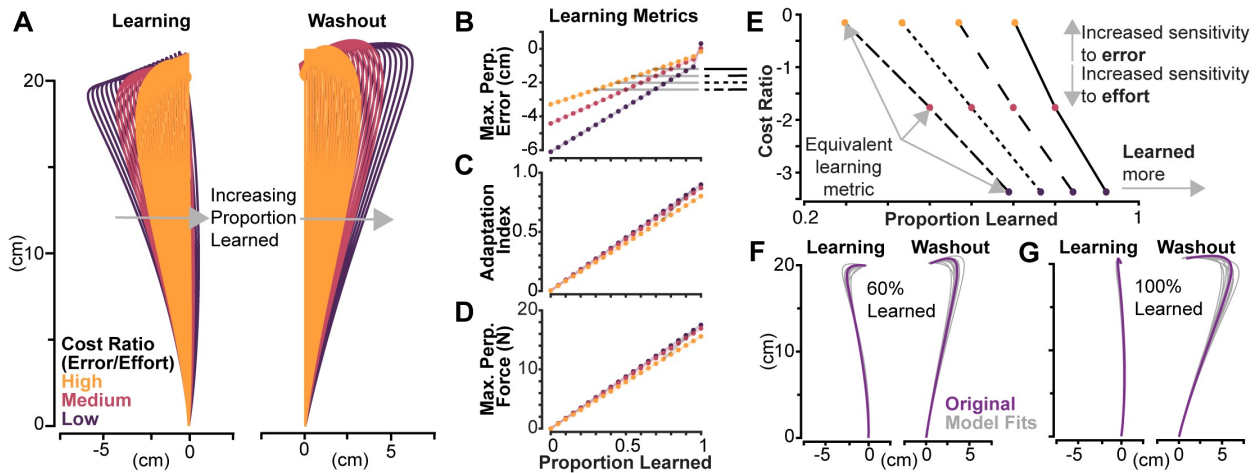 A
Learning
Washout
20
10
0
(cm)
Increasing
Proportion
Learned
Cost Ratio
(Error/Effort)
High
Medium
Low
-5
0
(cm)
0
5
(cm)
B
Learning Metrics
Max. Perp.
Error (cm)
0
-2
-4
-6
C
Adaptation
Index
1.0
0.5
0
D
Max. Perp.
Force (N)
20
10
0
0
0.5
1
Proportion Learned
E
Cost Ratio
0
-1
-2
-3
Increased sensitivity
to error
Increased sensitivity
to effort
Equivalent
learning
metric
Learned
more
0.2
Proportion Learned
1
F
Learning
Washout
20
10
0
(cm)
60%
Learned
Original
Model Fits
-5
0
(cm)
0
5
G
Learning
Washout
100%
Learned
-5
0
(cm)
0
5